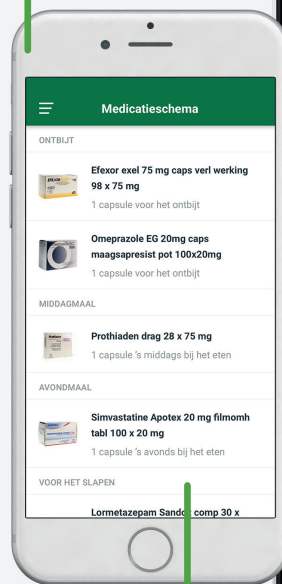 Medicatieschema
ONTBIJT
Efexor exel 75 mg caps verl werking
98 x 75 mg
1 capsule voor het ontbijt
Omeprazole EG 20mg caps
maagsapresist pot 100x20mg
1 capsule voor het ontbijt
MIDDAGMAAL
Prothiaden drag 28 x 75 mg
1 capsule 's middags bij het eten
AVONDMAAL
Simvastatine Apotex 20 mg filmomh
tabl 100 x 20 mg
1 capsule 's avonds bij het eten
VOOR HET SLAPEN
Lormetazepam Sandoz comp 30 x